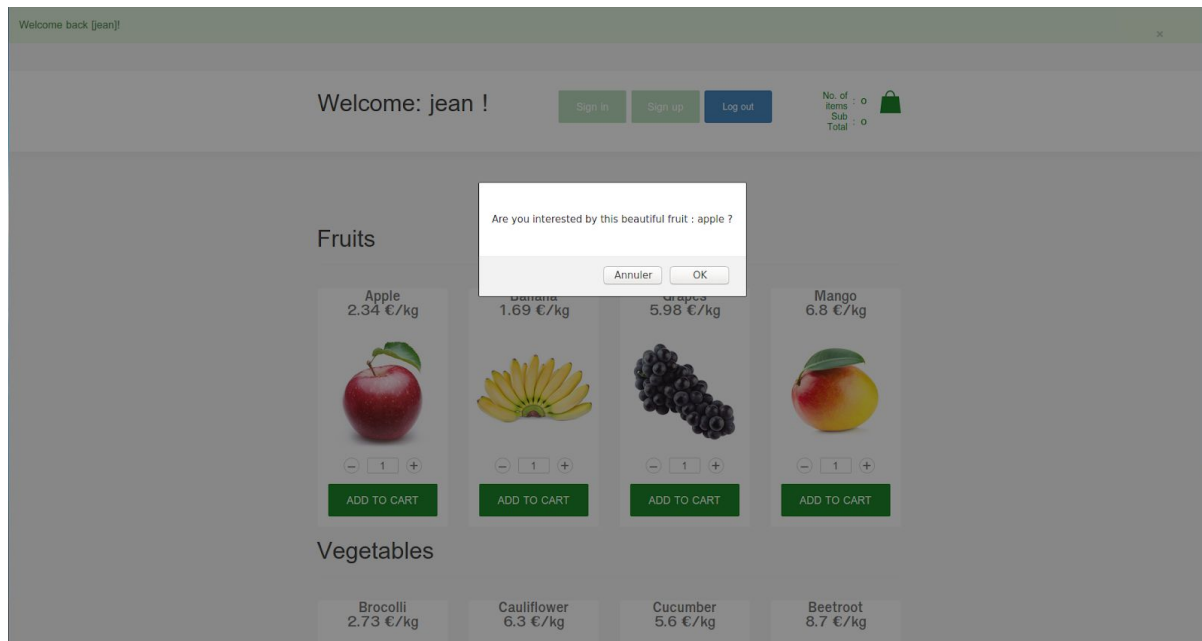 Welcome back [jean]!
×
Welcome: jean !
Sign in
Sign up
Log out
No. of items : 0
Sub Total : 0
Are you interested by this beautiful fruit : apple ?
Annuler
OK
Fruits
Apple
2.34 €/kg
Banana
1.69 €/kg
Grapes
5.98 €/kg
Mango
6.8 €/kg
− 1 +
− 1 +
− 1 +
− 1 +
ADD TO CART
ADD TO CART
ADD TO CART
ADD TO CART
Vegetables
Brocolli
2.73 €/kg
Cauliflower
6.3 €/kg
Cucumber
5.6 €/kg
Beetroot
8.7 €/kg